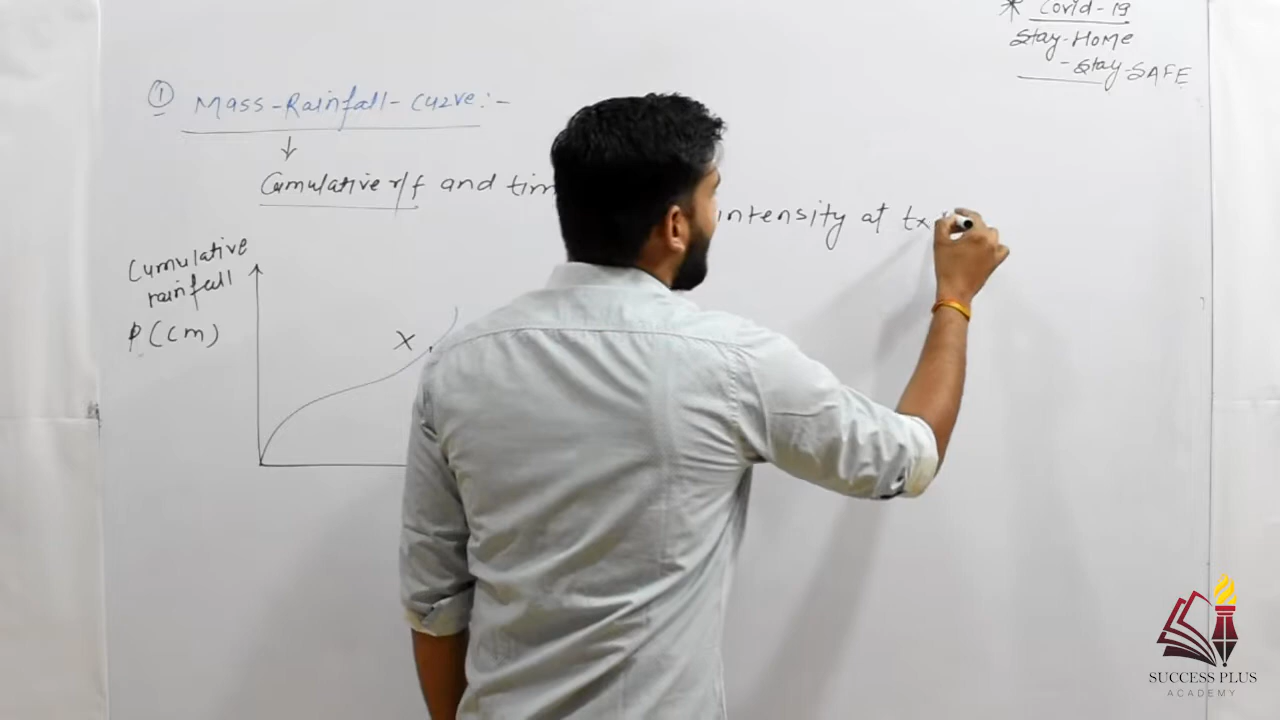 * Covid-19
Stay-Home
-Stay-SAFE
① Mass-Rainfall-Curve:-
Cumulative r/f and tim
intensity at tx
Cumulative
rainfall
P(cm)
X
SUCCESS PLUS
ACADEMY